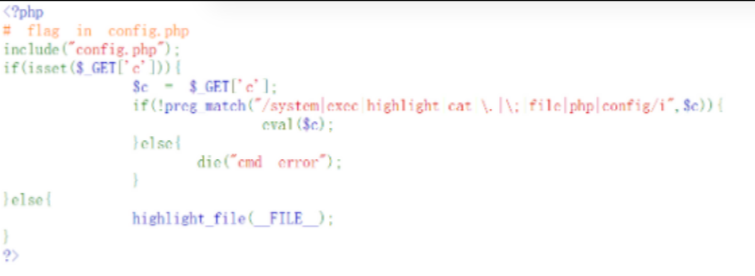 <?php
# flag in config.php
include("config.php");
if(isset($_GET['c'])){
$c = $_GET['c'];
if(!preg_match("/system|exec|highlight|cat|\.|\;|file|php|config/i",$c)){
eval($c);
}else{
die("cmd error");
}
}else{
highlight_file(__FILE__);
}
?>